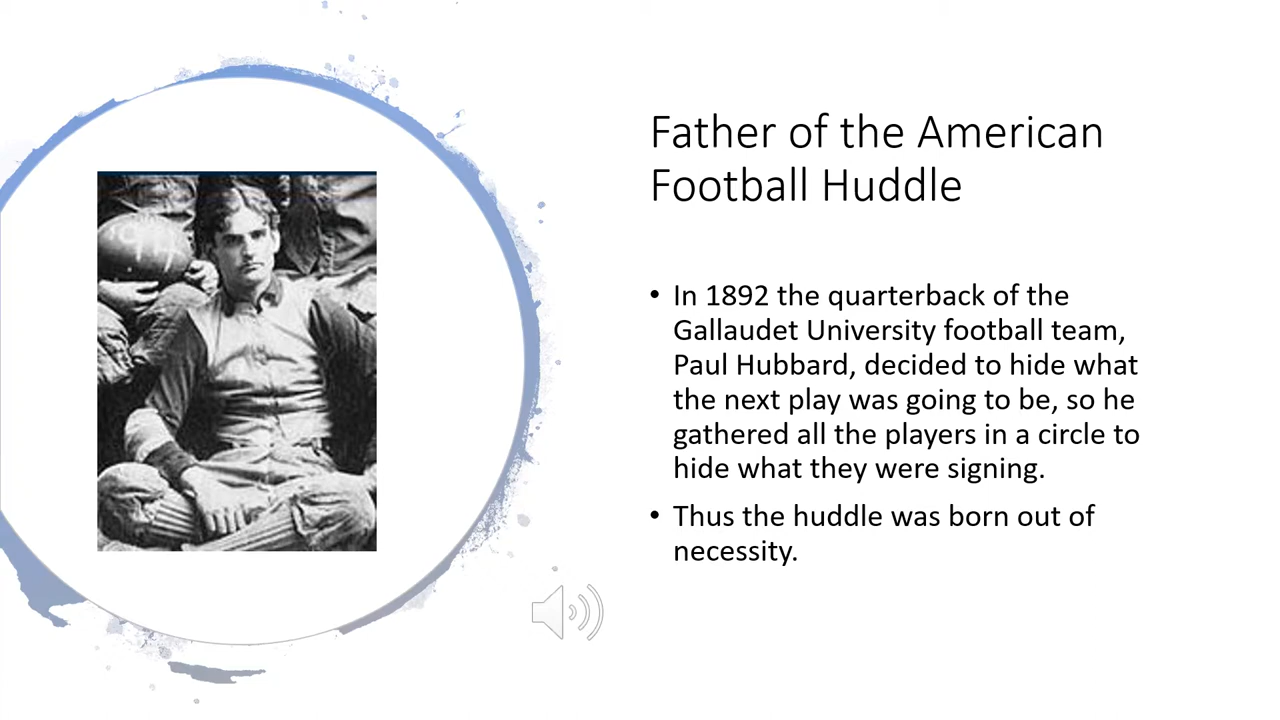 Father of the American
Football Huddle
• In 1892 the quarterback of the
Gallaudet University football team,
Paul Hubbard, decided to hide what
the next play was going to be, so he
gathered all the players in a circle to
hide what they were signing.
• Thus the huddle was born out of
necessity.